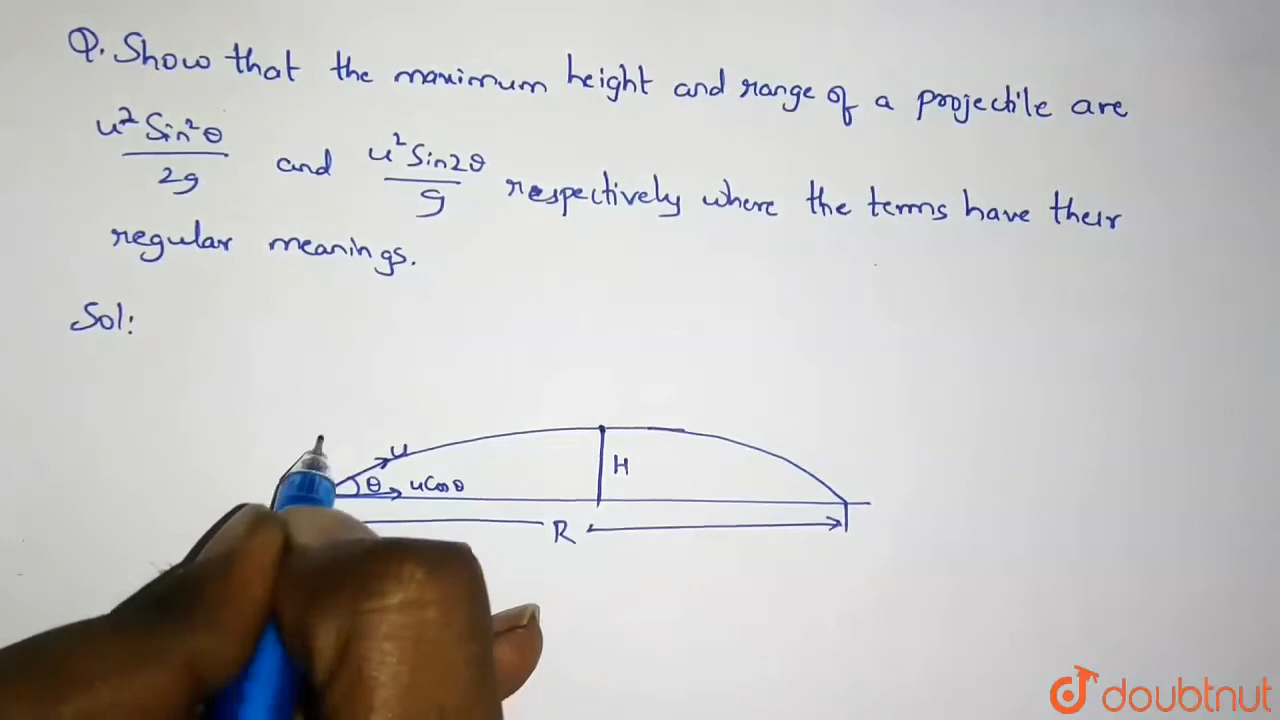 Q. Show that the maximum height and range of a projectile are
u² Sin²θ / 2g and u² Sin2θ / g respectively where the terms have their
regular meanings.
Sol:
u
θ uCosθ
H
R
doubtnut